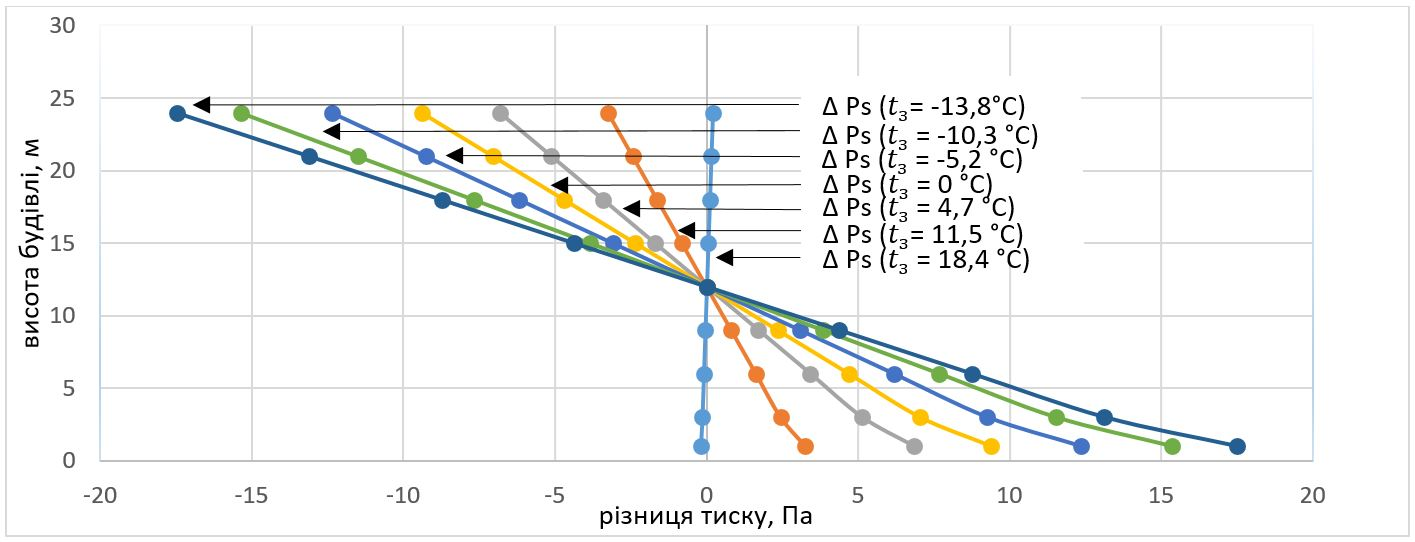 30
25
20
15
10
5
0
висота будівлі, м
Δ Ps (tз= -13,8°C)
Δ Ps (tз = -10,3 °C)
Δ Ps (tз = -5,2 °C)
Δ Ps (tз = 0 °C)
Δ Ps (tз = 4,7 °C)
Δ Ps (tз= 11,5 °C)
Δ Ps (tз = 18,4 °C)
-20 -15 -10 -5 0 5 10 15 20
різниця тиску, Па